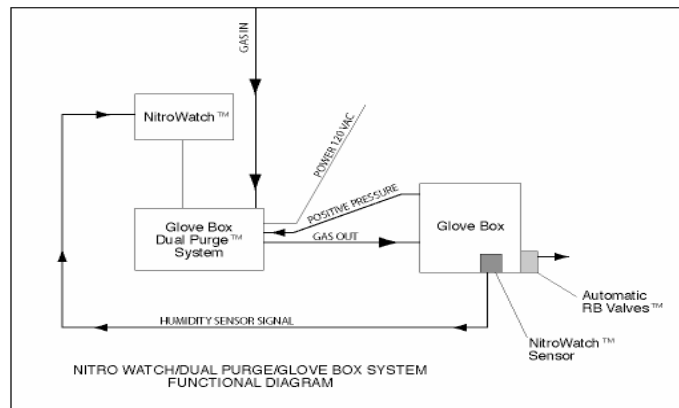 GAS IN
NitroWatch™
POWER 120 VAC
POSITIVE PRESSURE
Glove Box
Dual Purge™
System
Glove Box
GAS OUT
Automatic
RB Valves™
HUMIDITY SENSOR SIGNAL
NitroWatch™
Sensor
NITRO WATCH/DUAL PURGE/GLOVE BOX SYSTEM
FUNCTIONAL DIAGRAM